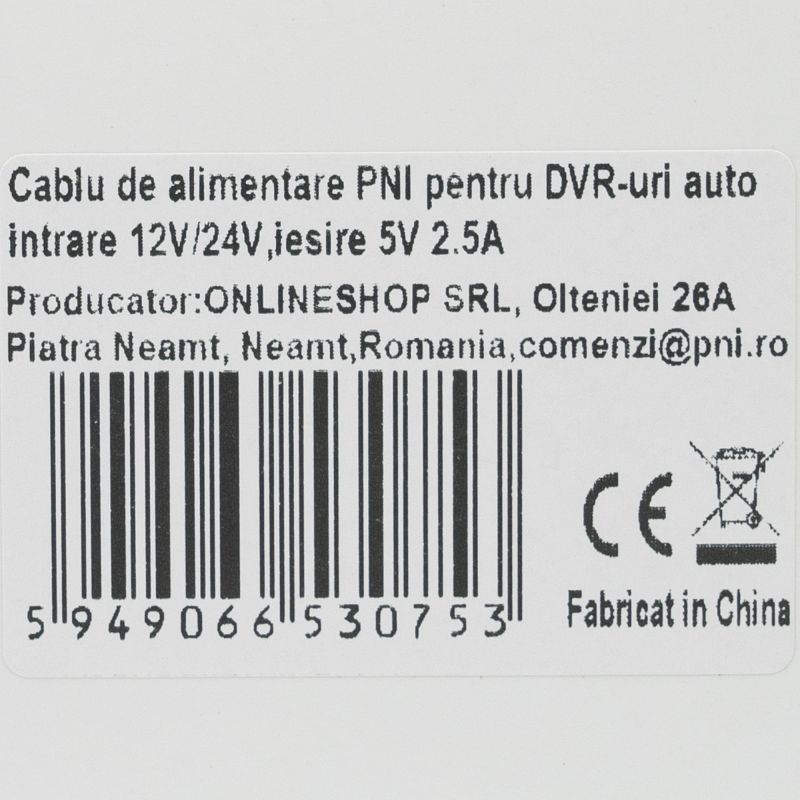 Cablu de alimentare PNI pentru DVR-uri auto
intrare 12V/24V,iesire 5V 2.5A
Producator:ONLINESHOP SRL, Olteniei 26A
Piatra Neamt, Neamt,Romania,comenzi@pni.ro
5 949066 530753
CE
Fabricat in China